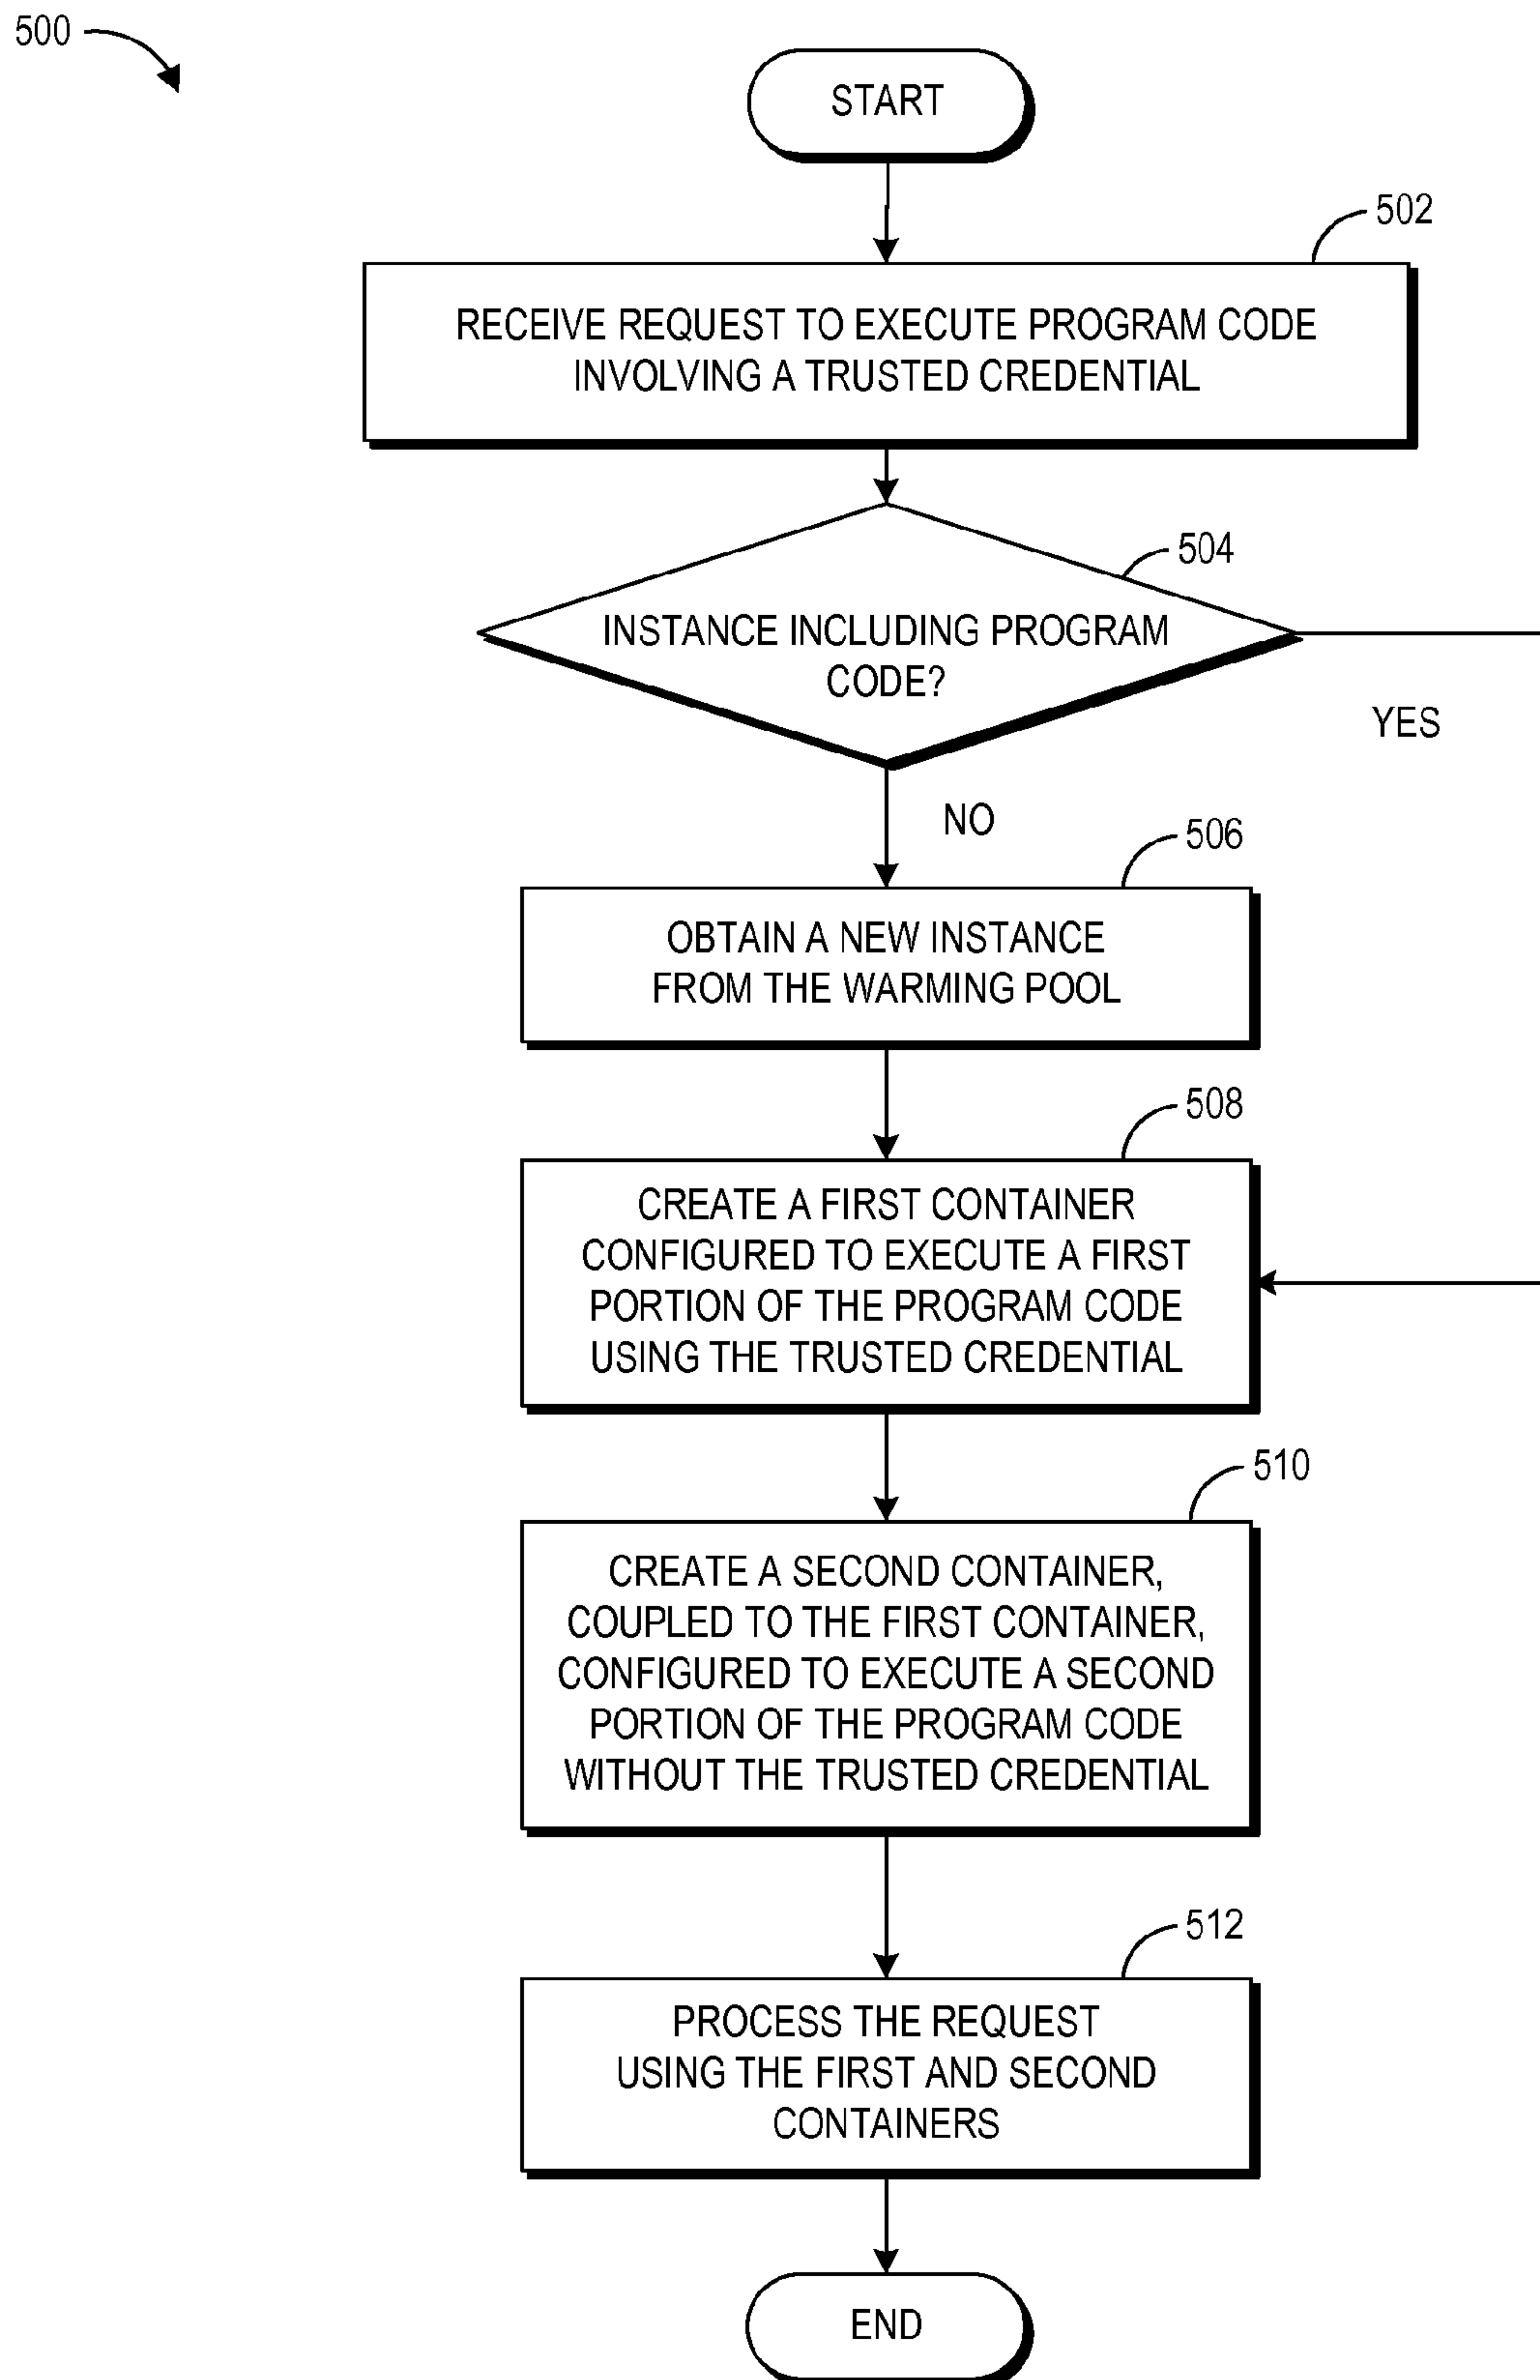 500
START
502
RECEIVE REQUEST TO EXECUTE PROGRAM CODE
INVOLVING A TRUSTED CREDENTIAL
504
INSTANCE INCLUDING PROGRAM
CODE?
YES
NO
506
OBTAIN A NEW INSTANCE
FROM THE WARMING POOL
508
CREATE A FIRST CONTAINER
CONFIGURED TO EXECUTE A FIRST
PORTION OF THE PROGRAM CODE
USING THE TRUSTED CREDENTIAL
510
CREATE A SECOND CONTAINER,
COUPLED TO THE FIRST CONTAINER,
CONFIGURED TO EXECUTE A SECOND
PORTION OF THE PROGRAM CODE
WITHOUT THE TRUSTED CREDENTIAL
512
PROCESS THE REQUEST
USING THE FIRST AND SECOND
CONTAINERS
END